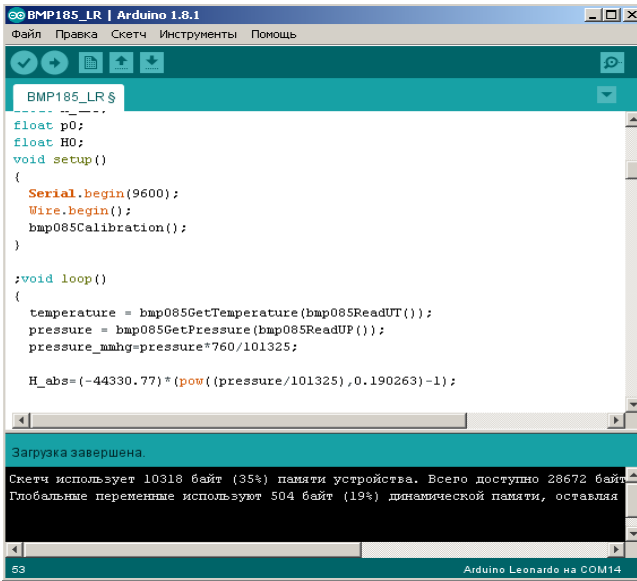 BMP185_LR | Arduino 1.8.1
Файл Правка Скетч Инструменты Помощь
BMP185_LR §
float p0;
float H0;
void setup()
{
  Serial.begin(9600);
  Wire.begin();
  bmp085Calibration();
}
;void loop()
{
  temperature = bmp085GetTemperature(bmp085ReadUT());
  pressure = bmp085GetPressure(bmp085ReadUP());
  pressure_mmhg=pressure*760/101325;
  H_abs=(-44330.77)*(pow((pressure/101325),0.190263)-1);
Загрузка завершена.
Скетч использует 10318 байт (35%) памяти устройства. Всего доступно 28672 байт
Глобальные переменные используют 504 байт (19%) динамической памяти, оставляя
53 Arduino Leonardo на COM14